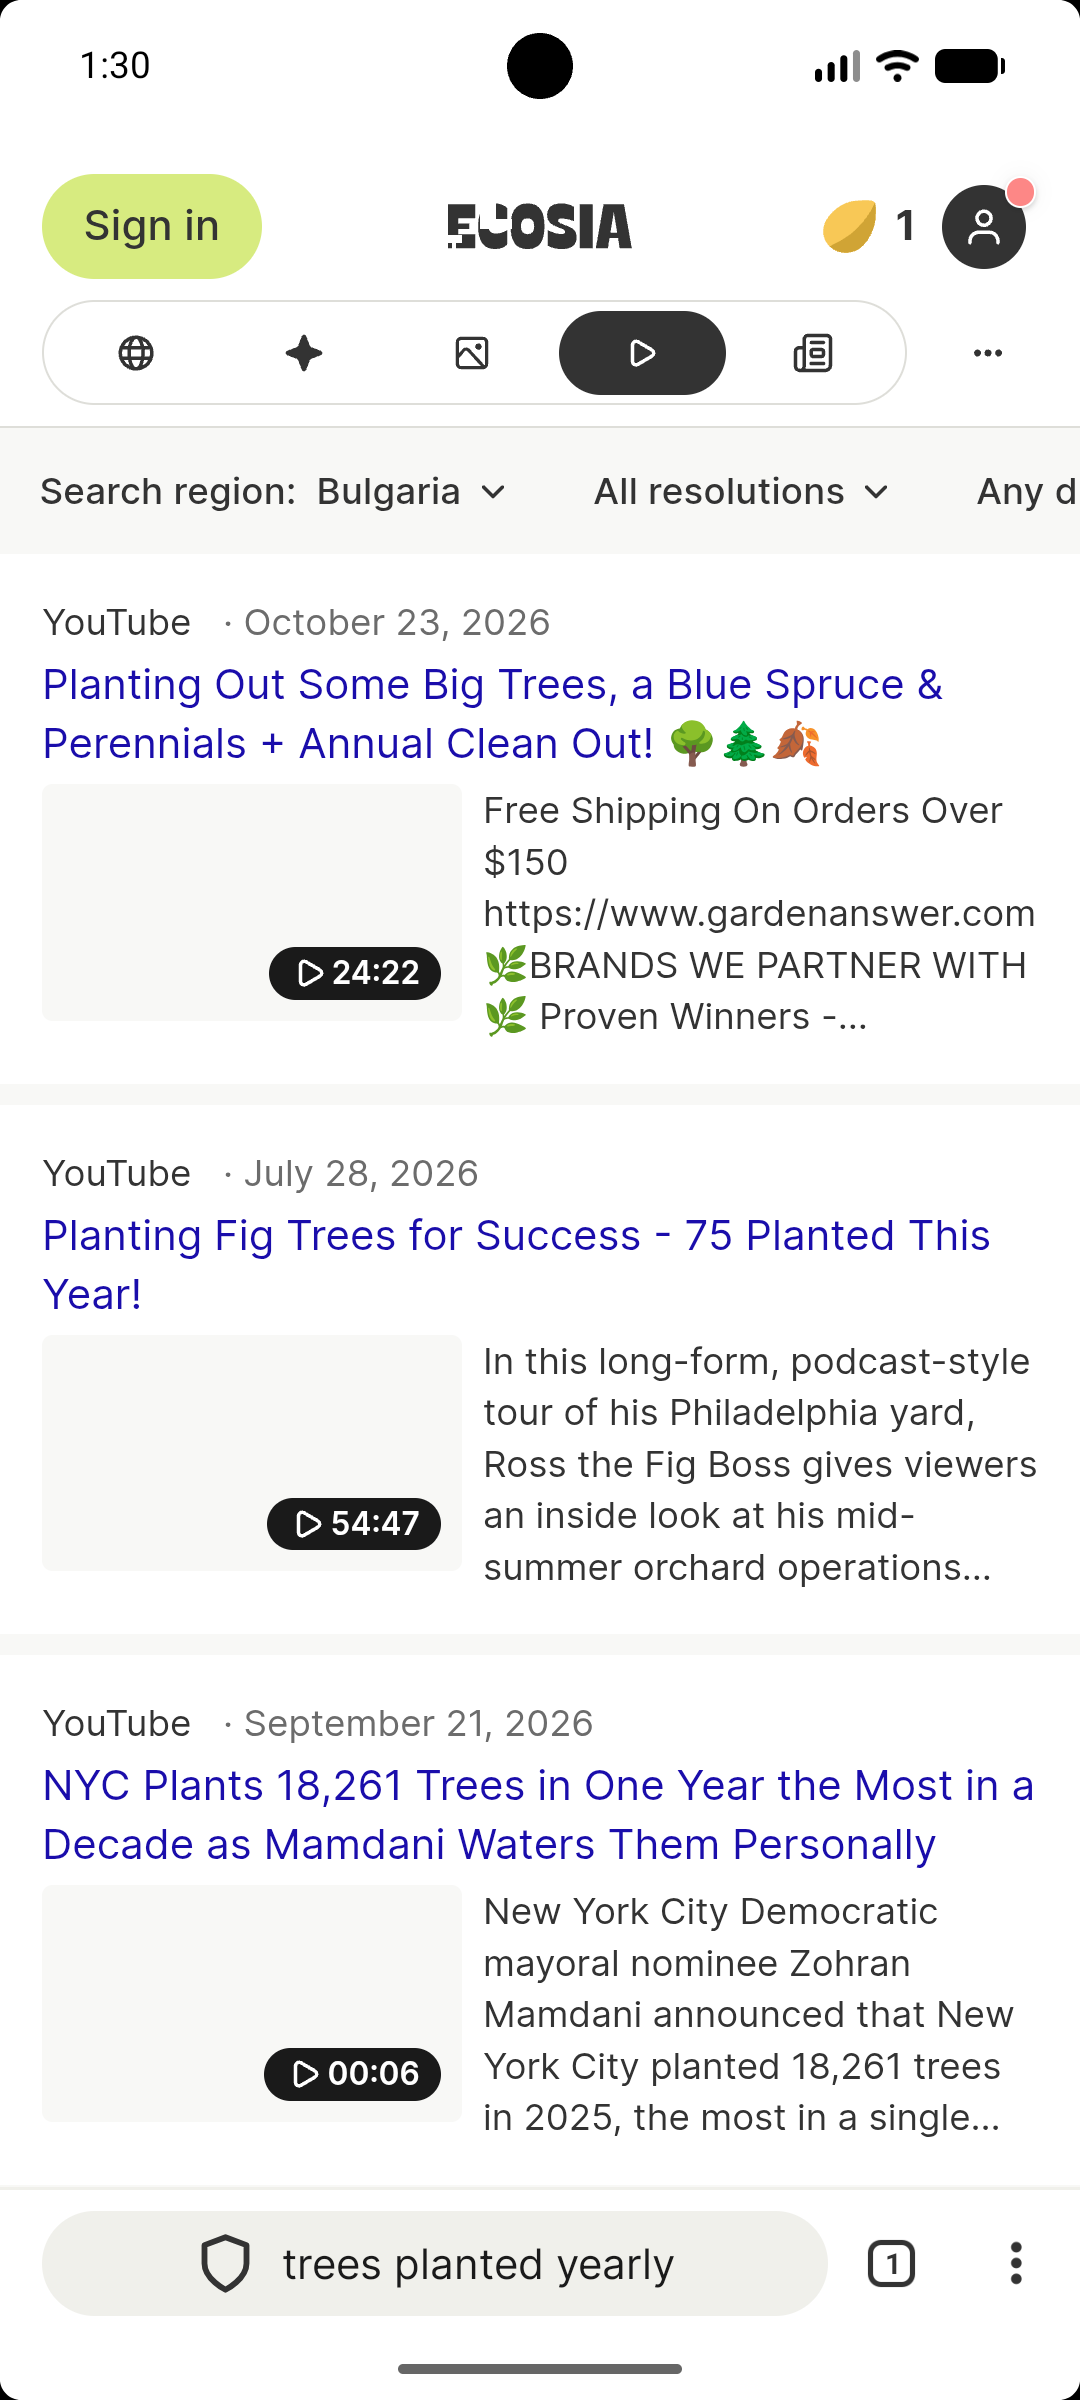 1:30
Sign in
ECOSIA
1
Search region: Bulgaria
All resolutions
Any d
YouTube · October 23, 2026
Planting Out Some Big Trees, a Blue Spruce &
Perennials + Annual Clean Out! 🌳🌲🍂
24:22
Free Shipping On Orders Over
$150
https://www.gardenanswer.com
🌿BRANDS WE PARTNER WITH
🌿 Proven Winners -...
YouTube · July 28, 2026
Planting Fig Trees for Success - 75 Planted This
Year!
54:47
In this long-form, podcast-style
tour of his Philadelphia yard,
Ross the Fig Boss gives viewers
an inside look at his mid-
summer orchard operations...
YouTube · September 21, 2026
NYC Plants 18,261 Trees in One Year the Most in a
Decade as Mamdani Waters Them Personally
00:06
New York City Democratic
mayoral nominee Zohran
Mamdani announced that New
York City planted 18,261 trees
in 2025, the most in a single...
trees planted yearly
1